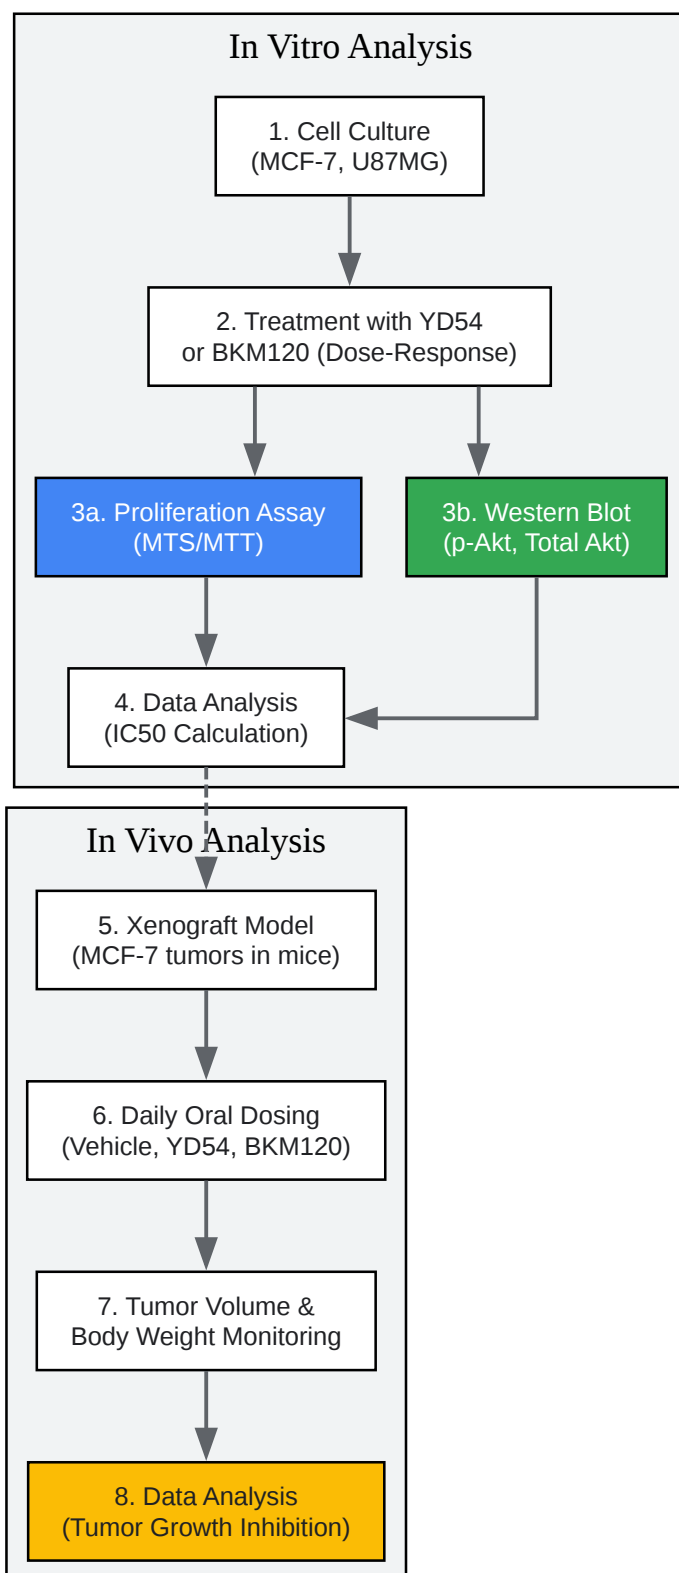 In Vitro Analysis
1. Cell Culture
(MCF-7, U87MG)
2. Treatment with YD54
or BKM120 (Dose-Response)
3a. Proliferation Assay
(MTS/MTT)
3b. Western Blot
(p-Akt, Total Akt)
4. Data Analysis
(IC50 Calculation)
In Vivo Analysis
5. Xenograft Model
(MCF-7 tumors in mice)
6. Daily Oral Dosing
(Vehicle, YD54, BKM120)
7. Tumor Volume &
Body Weight Monitoring
8. Data Analysis
(Tumor Growth Inhibition)